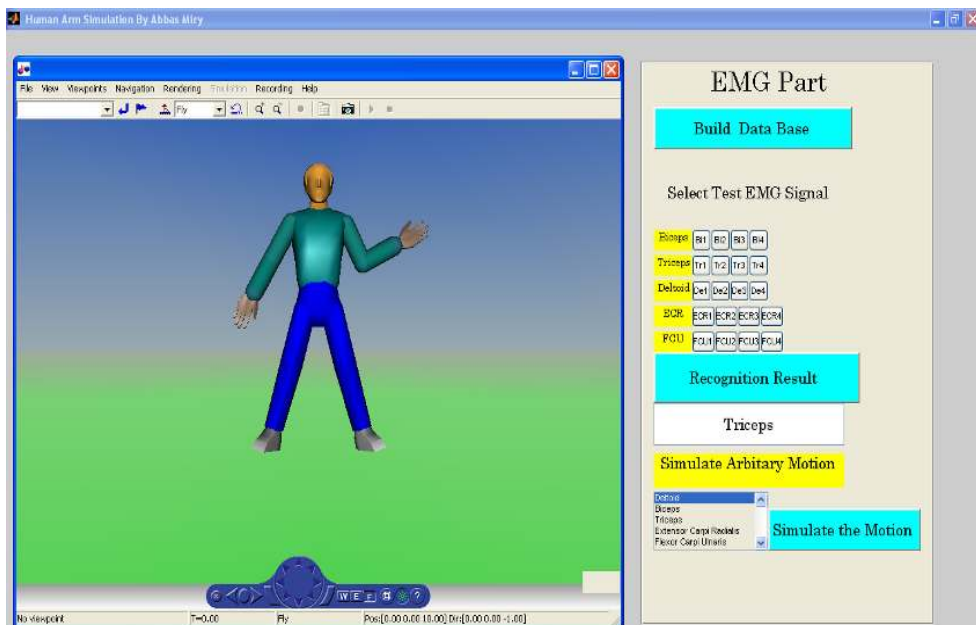 Human Arm Simulation By Abbas Miry
File View Viewpoints Navigation Rendering Simulation Recording Help
Fly
No viewpoint T=0.00 Fly Pos:[0.00 0.00 10.00] Dir:[0.00 0.00 -1.00]
W E F ?
EMG Part
Build Data Base
Select Test EMG Signal
Biceps Bi1 Bi2 Bi3 Bi4
Triceps Tr1 Tr2 Tr3 Tr4
Deltoid De1 De2 De3 De4
ECR ECR1 ECR2 ECR3 ECR4
FCU FCU1 FCU2 FCU3 FCU4
Recognition Result
Triceps
Simulate Arbitary Motion
Deltoid
Biceps
Triceps
Extensor Carpi Radialis
Flexor Carpi Ulnaris
Simulate the Motion